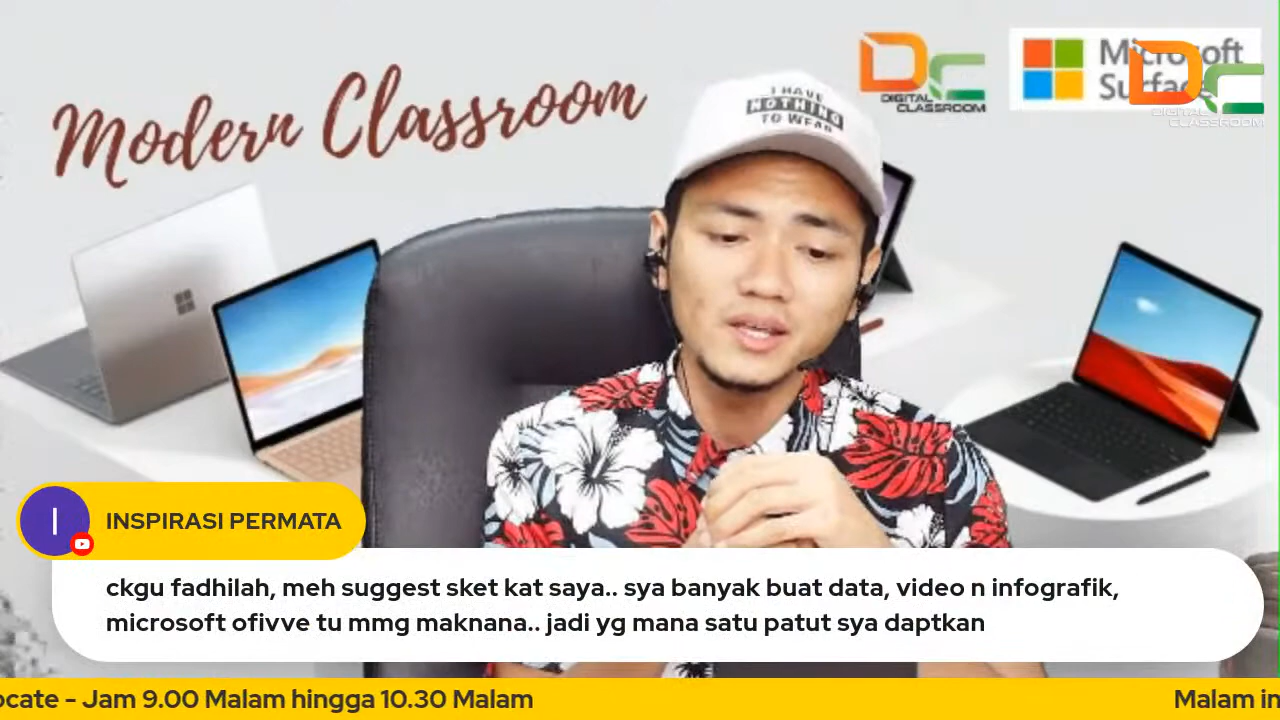 Modern Classroom
DIGITAL
CLASSROOM
Microsoft
Surface
DIGITAL
CLASSROOM
I HAVE
NOTHING
TO WEAR
INSPIRASI PERMATA
I
ckgu fadhilah, meh suggest sket kat saya.. sya banyak buat data, video n infografik,
microsoft ofivve tu mmg maknana.. jadi yg mana satu patut sya daptkan
ocate - Jam 9.00 Malam hingga 10.30 Malam
Malam in